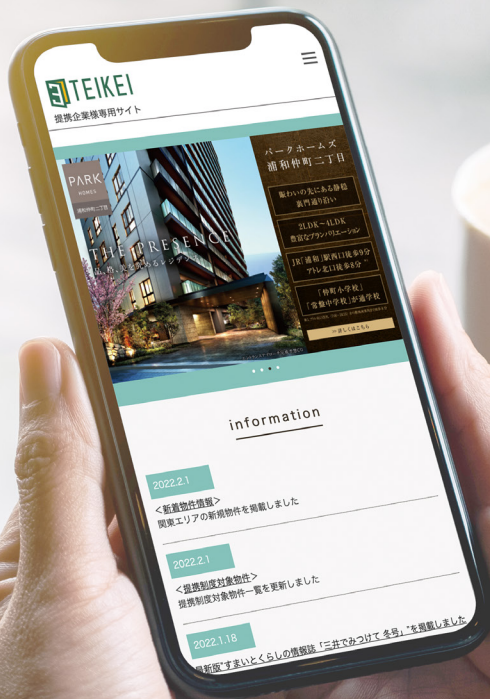 TEIKEI
提携企業様専用サイト
PARK
HOMES
浦和仲町二丁目
THE PRESENCE
パークホームズ
浦和仲町二丁目
賑わいの先にある静穏
裏門通り沿い
2LDK～4LDK
豊富なプランバリエーション
JR「浦和」駅西口徒歩9分
アトレ北口徒歩8分
「仲町小学校」
「常盤中学校」が通学校
詳しくはこちら
information
2022.2.1
＜新着物件情報＞
関東エリアの新規物件を掲載しました
2022.2.1
＜提携制度対象物件＞
提携制度対象物件一覧を更新しました
2022.1.18
最新版"すまいとくらしの情報誌「三井でみつけて 冬号」"を掲載しました